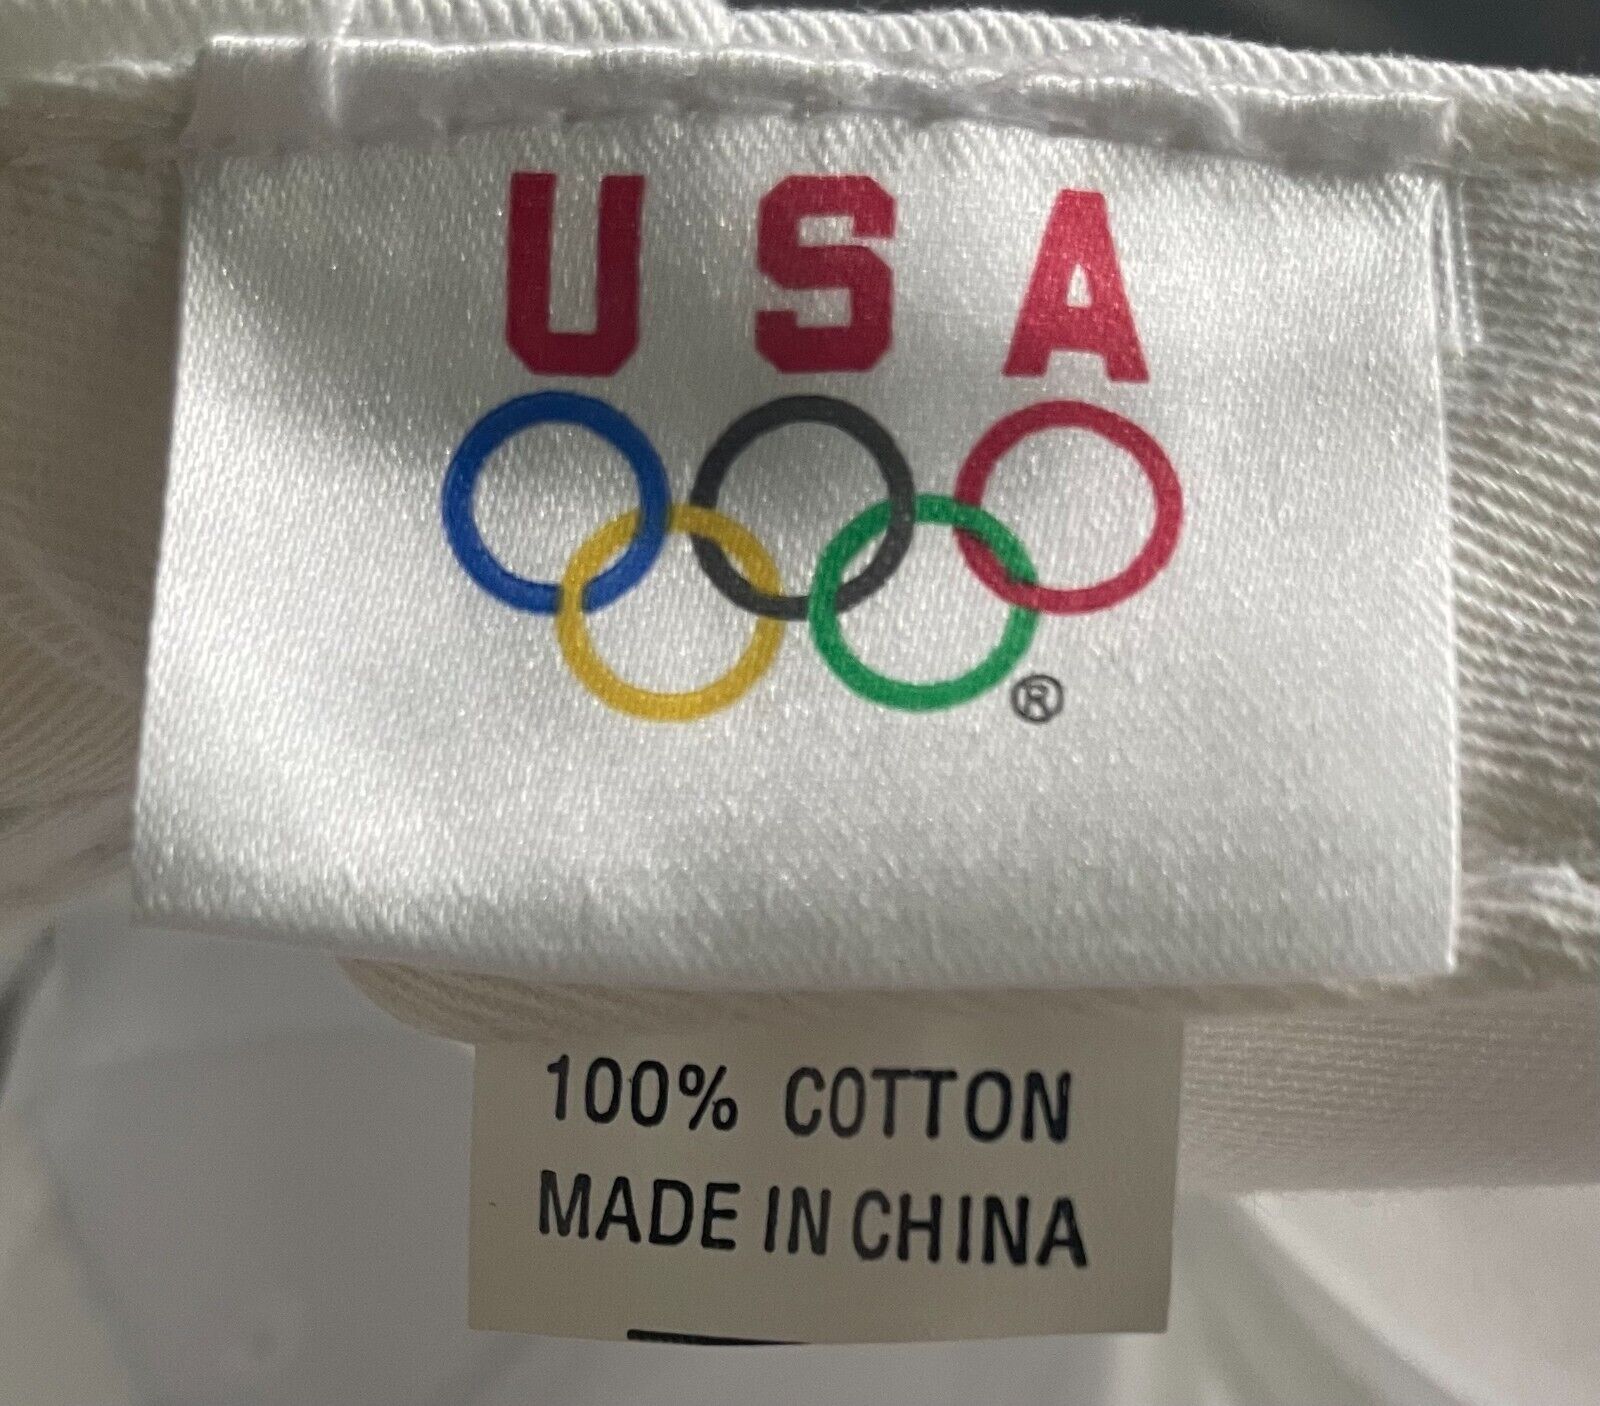 USA
®
100% COTTON
MADE IN CHINA